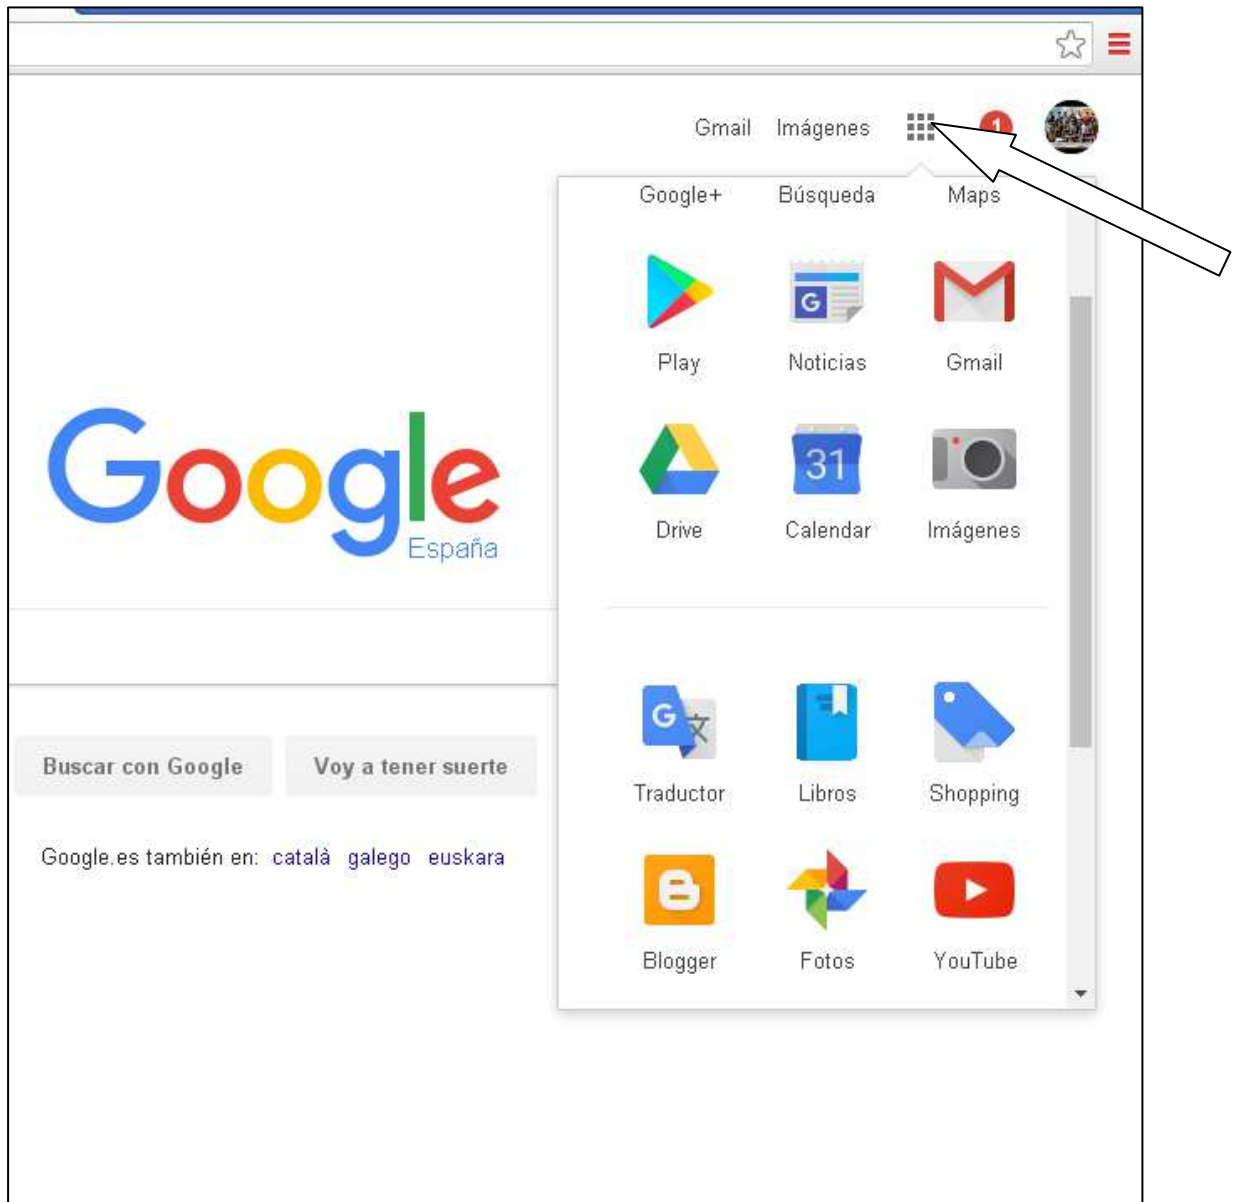 Gmail Imágenes 1
Google+ Búsqueda Maps
G
Play Noticias Gmail
31
Drive Calendar Imágenes
Google
España
G 文
Traductor Libros Shopping
Buscar con Google Voy a tener suerte
Google.es también en: català galego euskara
Blogger Fotos YouTube